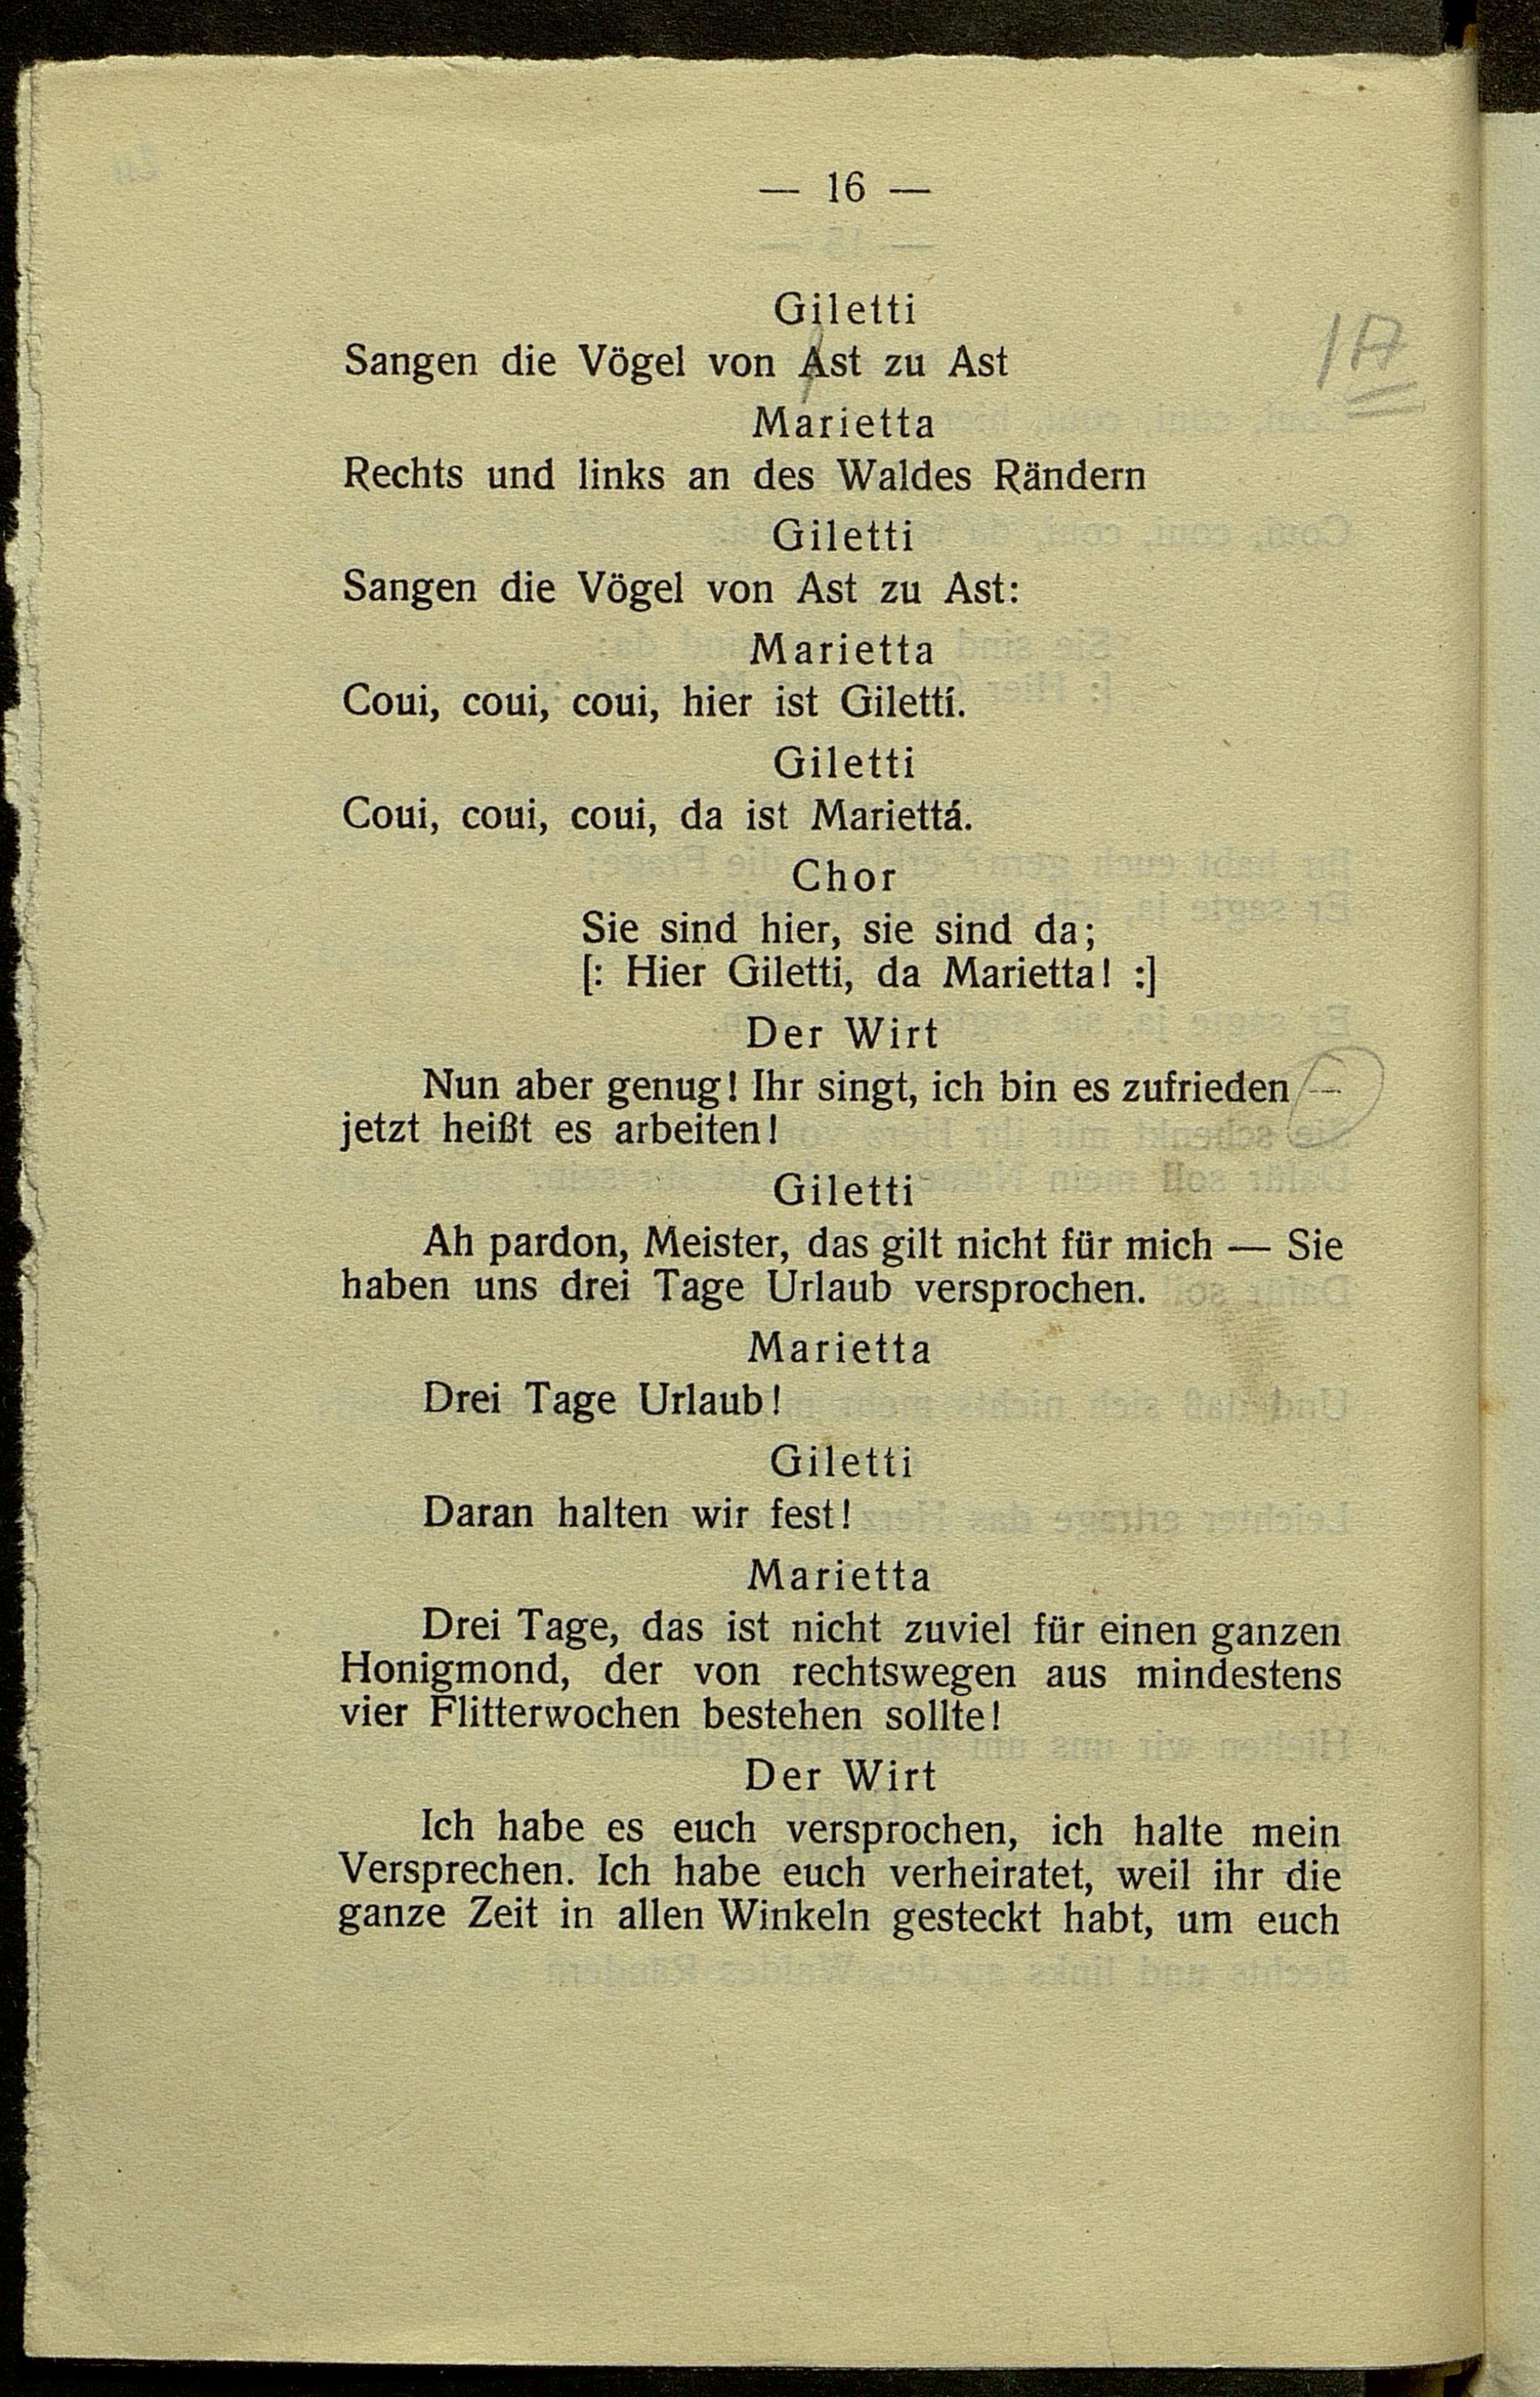 — 16 —
Giletti
Sangen die Vögel von Ast zu Ast
Marietta
Rechts und links an des Waldes Rändern
Giletti
Sangen die Vögel von Ast zu Ast:
Marietta
Coui, coui, coui, hier ist Gilettí.
Giletti
Coui, coui, coui, da ist Mariettá.
Chor
Sie sind hier, sie sind da;
[: Hier Giletti, da Marietta! :]
Der Wirt
Nun aber genug! Ihr singt, ich bin es zufrieden —
jetzt heißt es arbeiten!
Giletti
Ah pardon, Meister, das gilt nicht für mich — Sie
haben uns drei Tage Urlaub versprochen.
Marietta
Drei Tage Urlaub!
Giletti
Daran halten wir fest!
Marietta
Drei Tage, das ist nicht zuviel für einen ganzen
Honigmond, der von rechtswegen aus mindestens
vier Flitterwochen bestehen sollte!
Der Wirt
Ich habe es euch versprochen, ich halte mein
Versprechen. Ich habe euch verheiratet, weil ihr die
ganze Zeit in allen Winkeln gesteckt habt, um euch